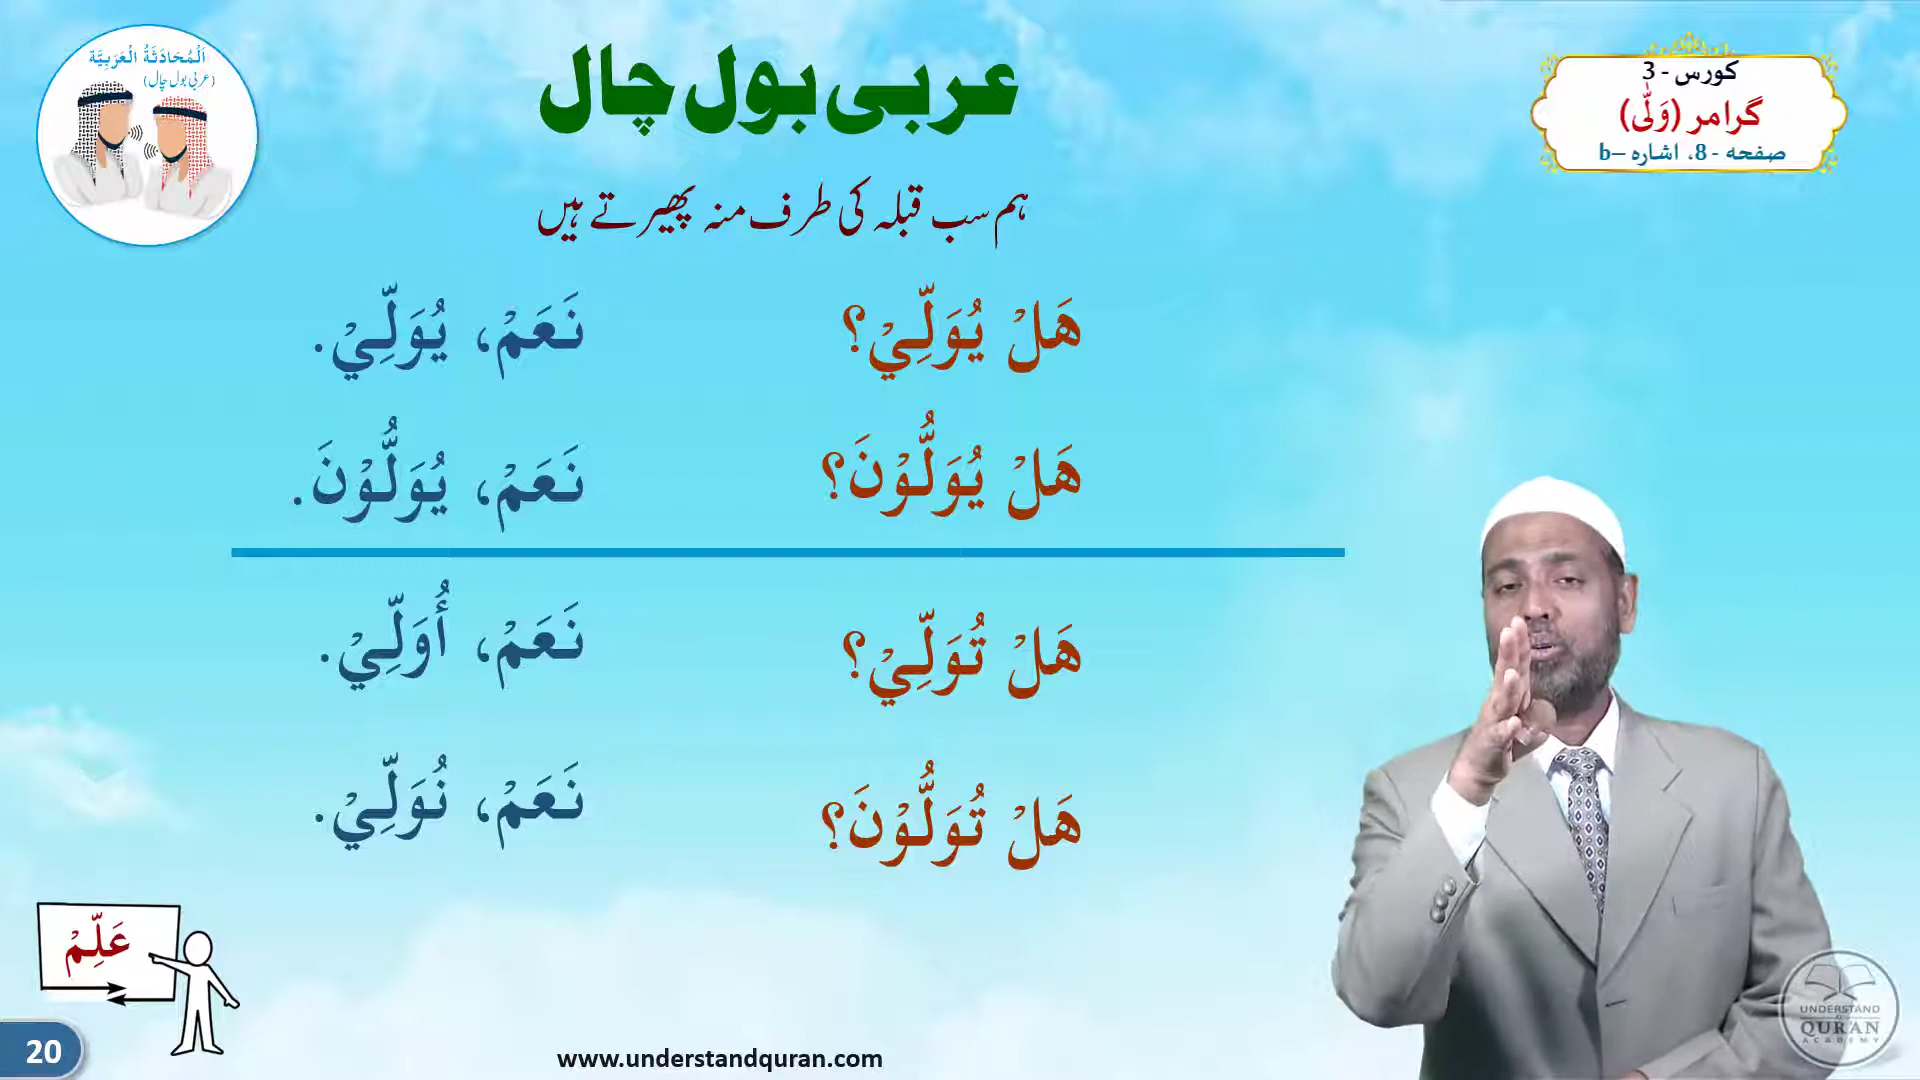 اَلْمُحَادَثَةُ الْعَرَبِيَّة
(عربی بول چال)
عربی بول چال
کورس - 3
گرامر (وَلّٰی)
صفحہ - 8، اشارہ –b
ہم سب قبلہ کی طرف منہ پھیرتے ہیں
هَلْ يُوَلِّيْ؟ نَعَمْ، يُوَلِّيْ.
هَلْ يُوَلُّوْنَ؟ نَعَمْ، يُوَلُّوْنَ.
هَلْ تُوَلِّيْ؟ نَعَمْ، أُوَلِّيْ.
هَلْ تُوَلُّوْنَ؟ نَعَمْ، نُوَلِّيْ.
عَلِّمْ
20
www.understandquran.com
UNDERSTAND
QURAN
ACADEMY